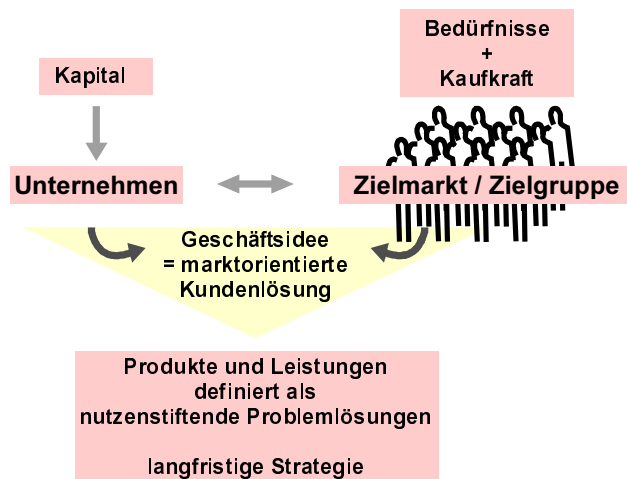 Bedürfnisse
+
Kaufkraft
Kapital
Unternehmen
Zielmarkt / Zielgruppe
Geschäftsidee
= marktorientierte
Kundenlösung
Produkte und Leistungen
definiert als
nutzenstiftende Problemlösungen
langfristige Strategie